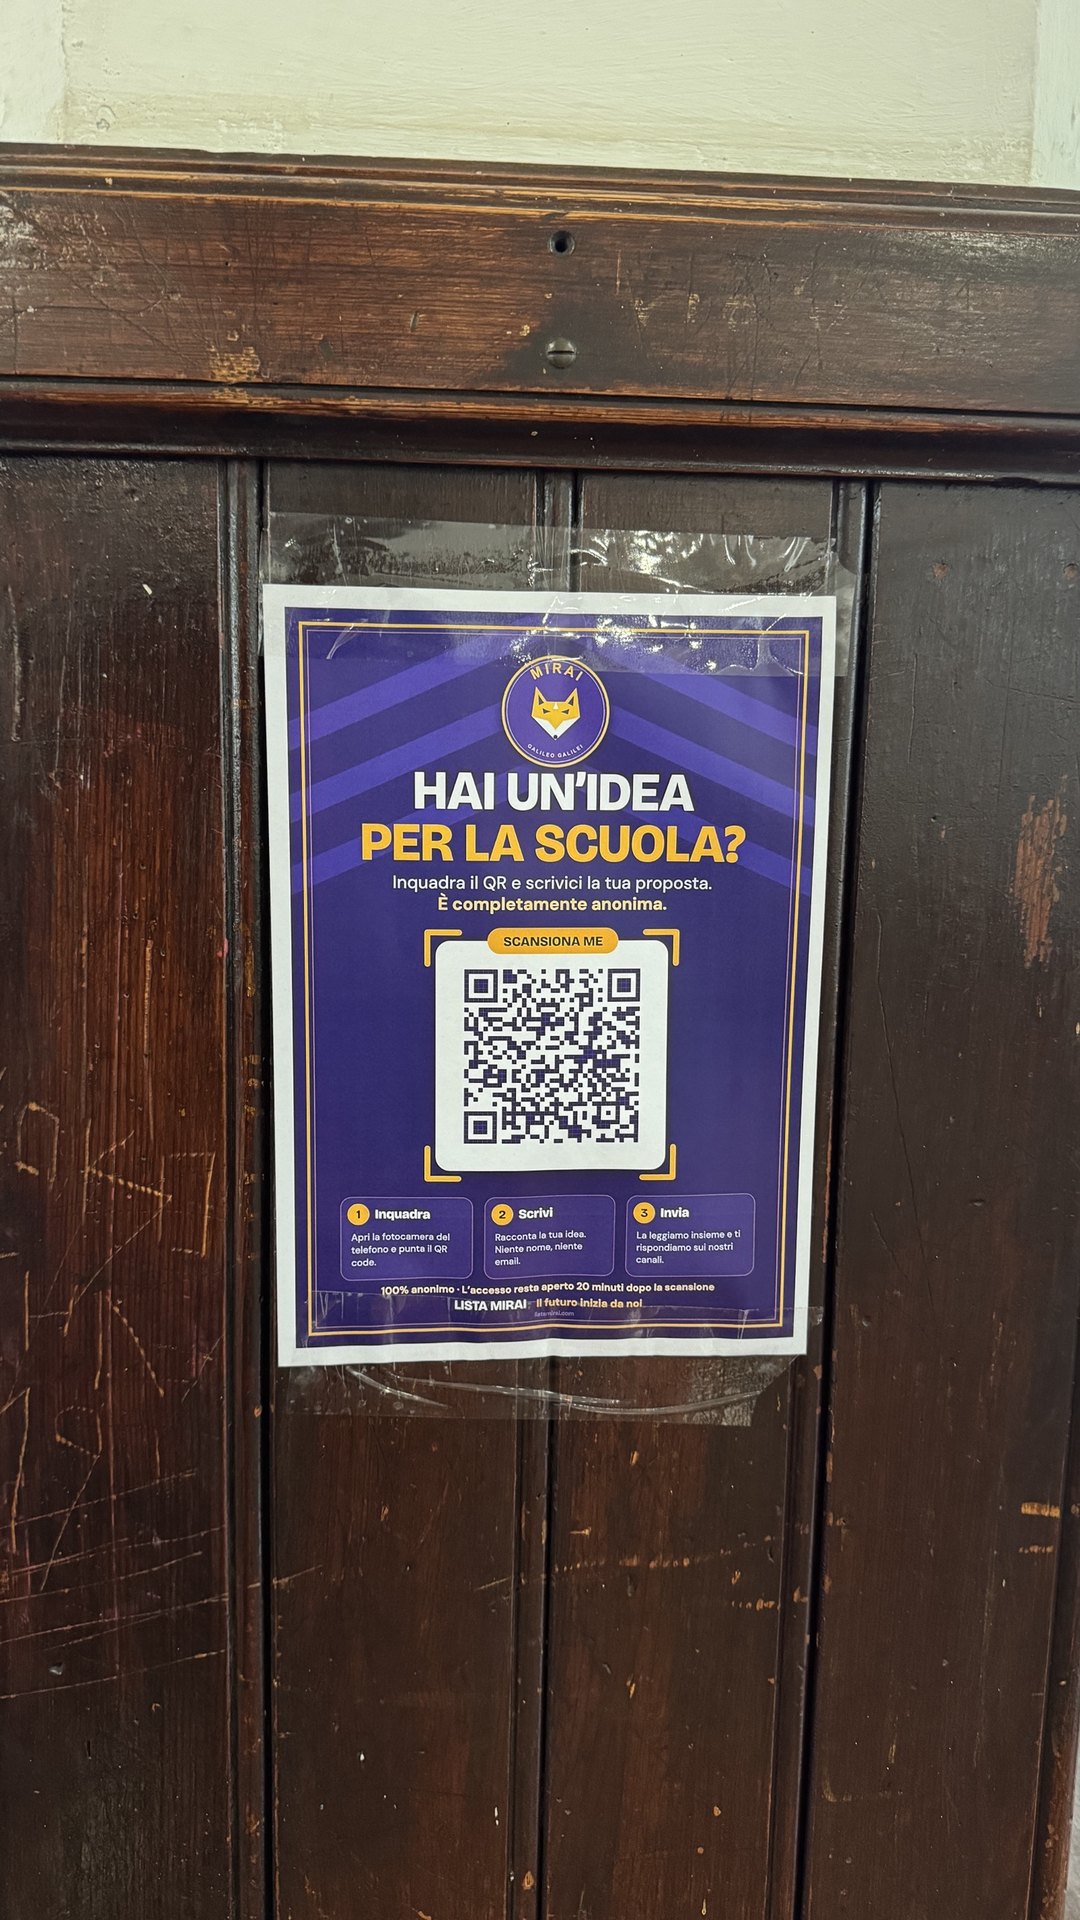 MIRAI
GALILEO GALILEI
HAI UN'IDEA
PER LA SCUOLA?
Inquadra il QR e scrivici la tua proposta.
È completamente anonima.
SCANSIONA ME
1 Inquadra
Apri la fotocamera del
telefono e punta il QR
code.
2 Scrivi
Racconta la tua idea.
Niente nome, niente
email.
3 Invia
La leggiamo insieme e ti
rispondiamo sui nostri
canali.
100% anonimo · L'accesso resta aperto 20 minuti dopo la scansione
LISTA MIRAI Il futuro inizia da noi
listamirai.com